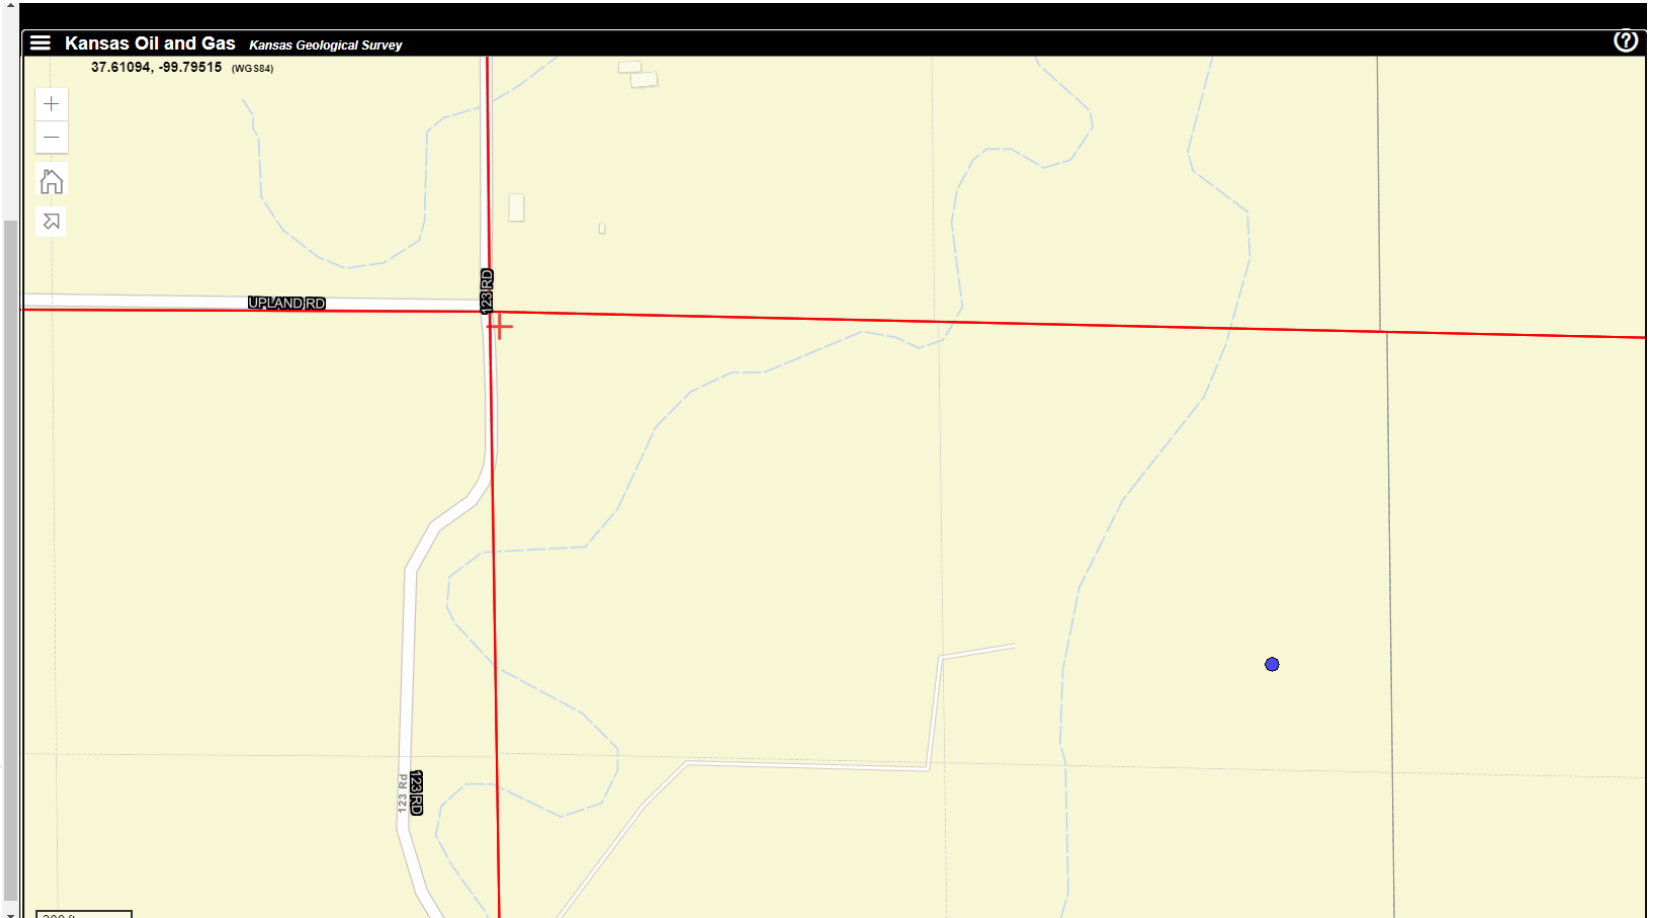 Kansas Oil and Gas Kansas Geological Survey
37.61094, -99.79515 (WGS84)
123 RD
UPLAND RD
123 Rd
123 RD